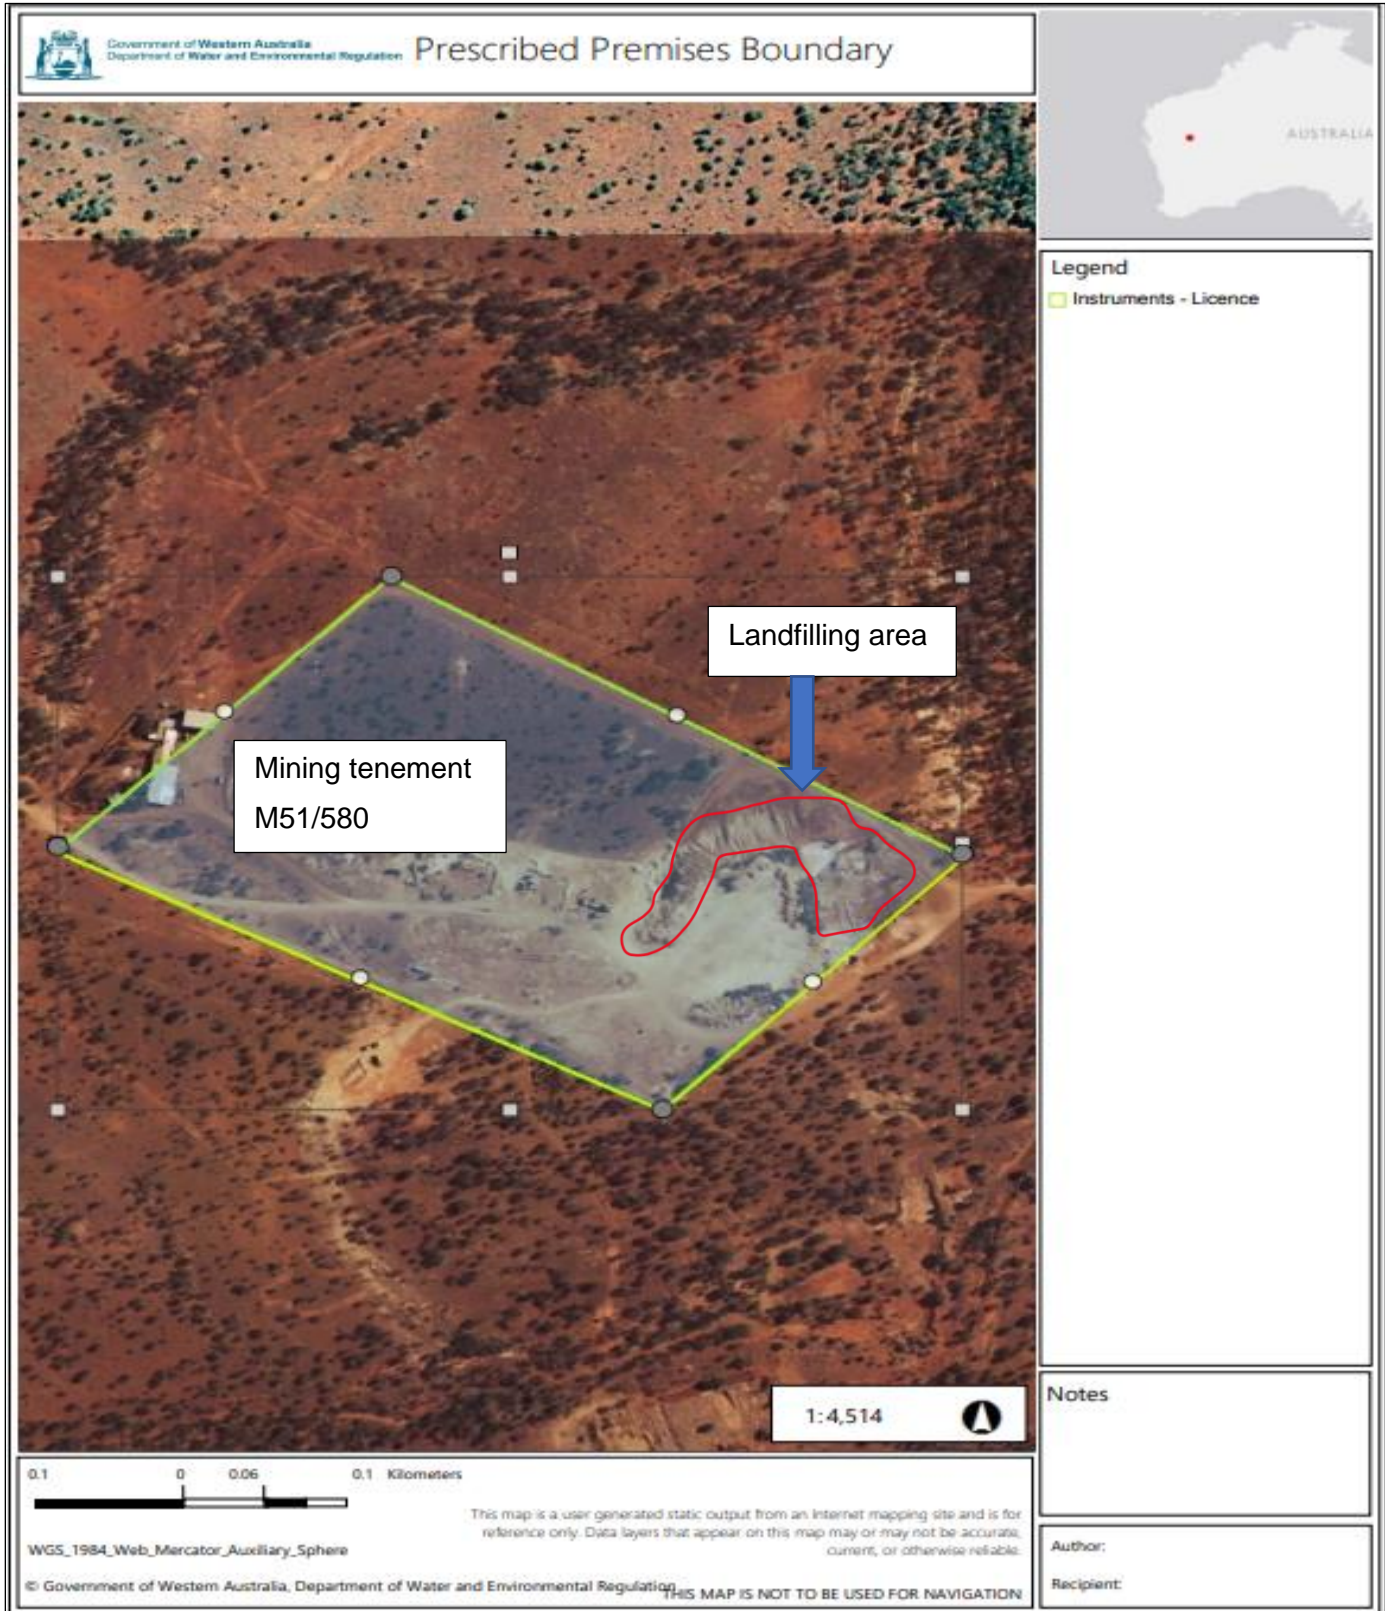 Government of Western Australia
Department of Water and Environmental Regulation
Prescribed Premises Boundary
AUSTRALIA
Legend
Instruments - Licence
Landfilling area
Mining tenement
M51/580
1:4,514
Notes
0.1 0 0.06 0.1 Kilometers
This map is a user generated static output from an Internet mapping site and is for
reference only. Data layers that appear on this map may or may not be accurate,
current, or otherwise reliable.
WGS_1984_Web_Mercator_Auxiliary_Sphere
© Government of Western Australia, Department of Water and Environmental Regulation
THIS MAP IS NOT TO BE USED FOR NAVIGATION
Author:
Recipient: